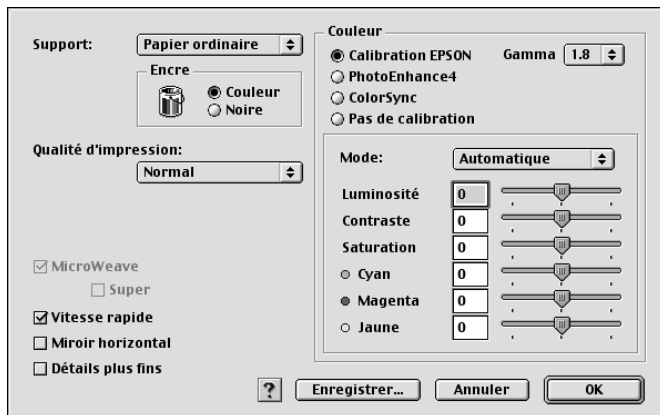 Support: Papier ordinaire
Encre
Couleur
Noire
Qualité d'impression:
Normal
MicroWeave
Super
Vitesse rapide
Miroir horizontal
Détails plus fins
Couleur
Calibration EPSON Gamma 1.8
PhotoEnhance4
ColorSync
Pas de calibration
Mode: Automatique
Luminosité 0
Contraste 0
Saturation 0
Cyan 0
Magenta 0
Jaune 0
? Enregistrer... Annuler OK